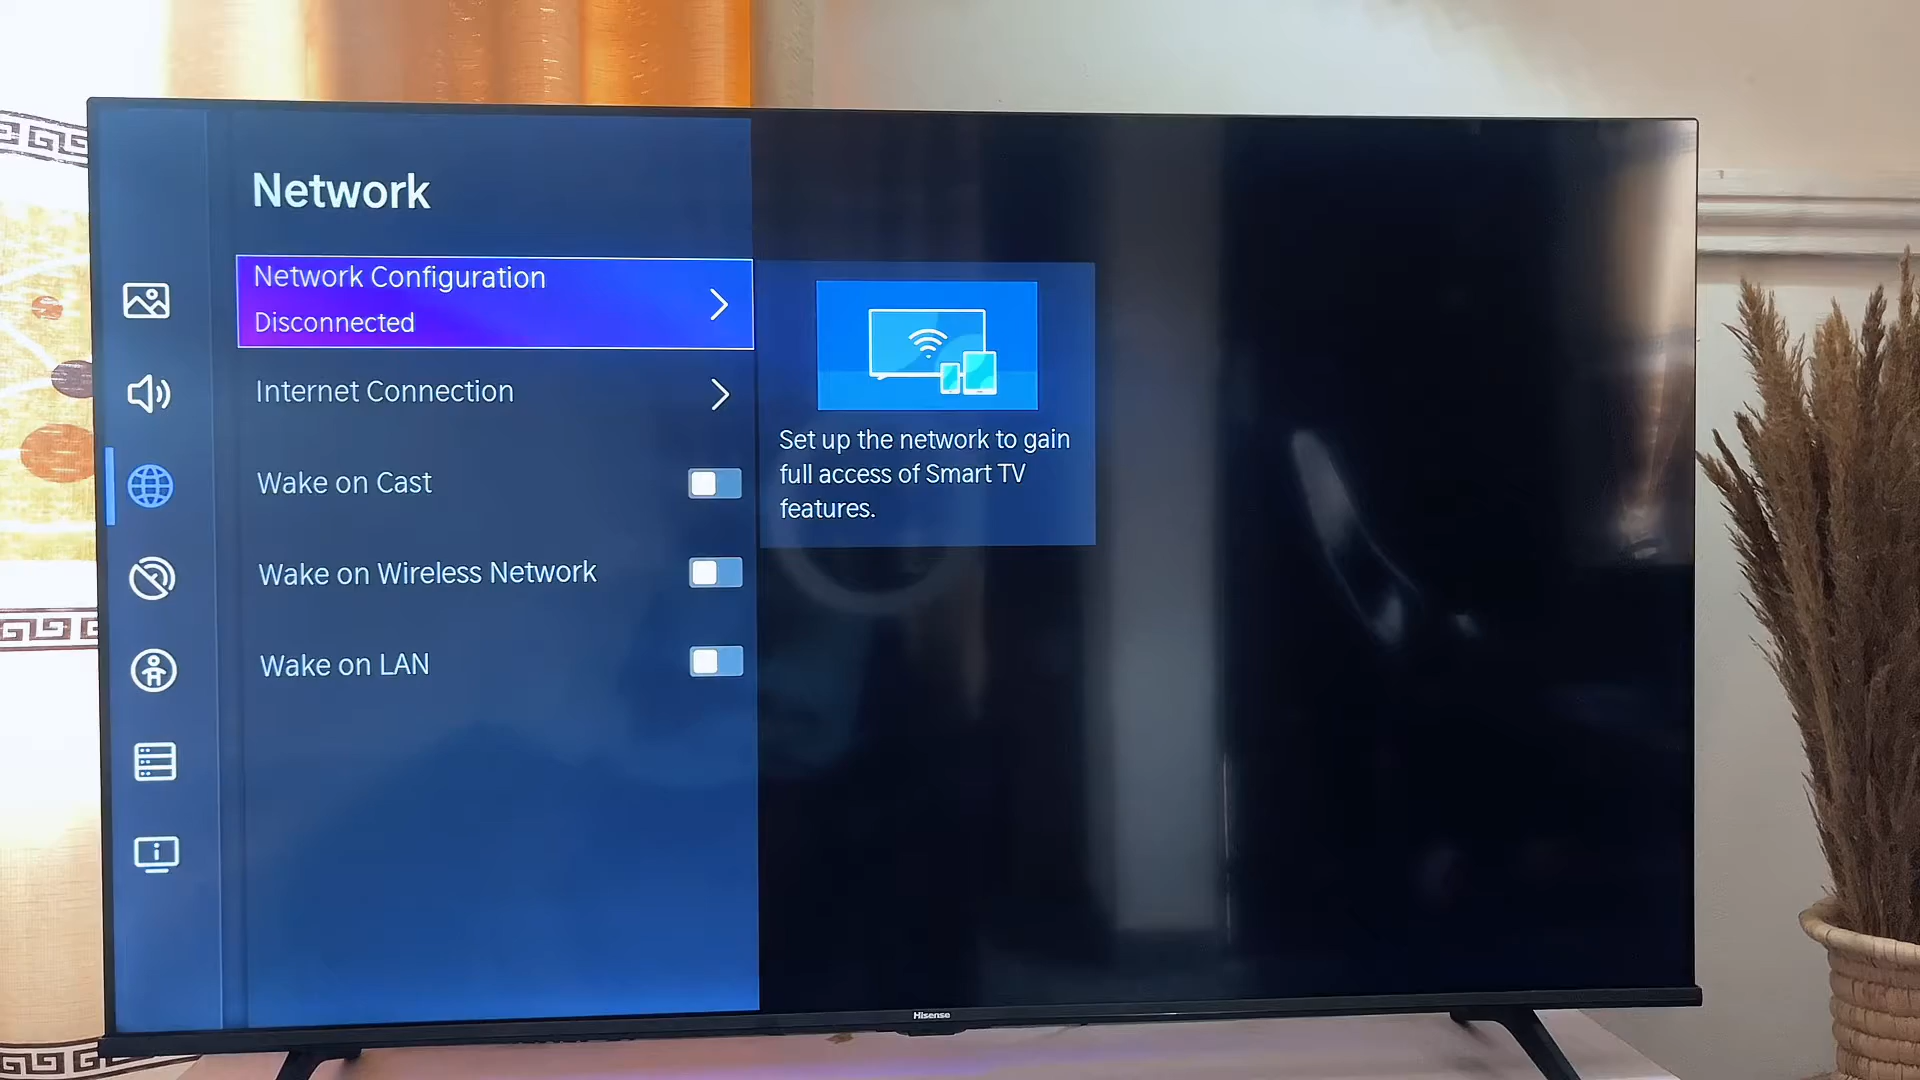 Network
Network Configuration
Disconnected
Internet Connection
Wake on Cast
Wake on Wireless Network
Wake on LAN
Set up the network to gain
full access of Smart TV
features.
Hisense